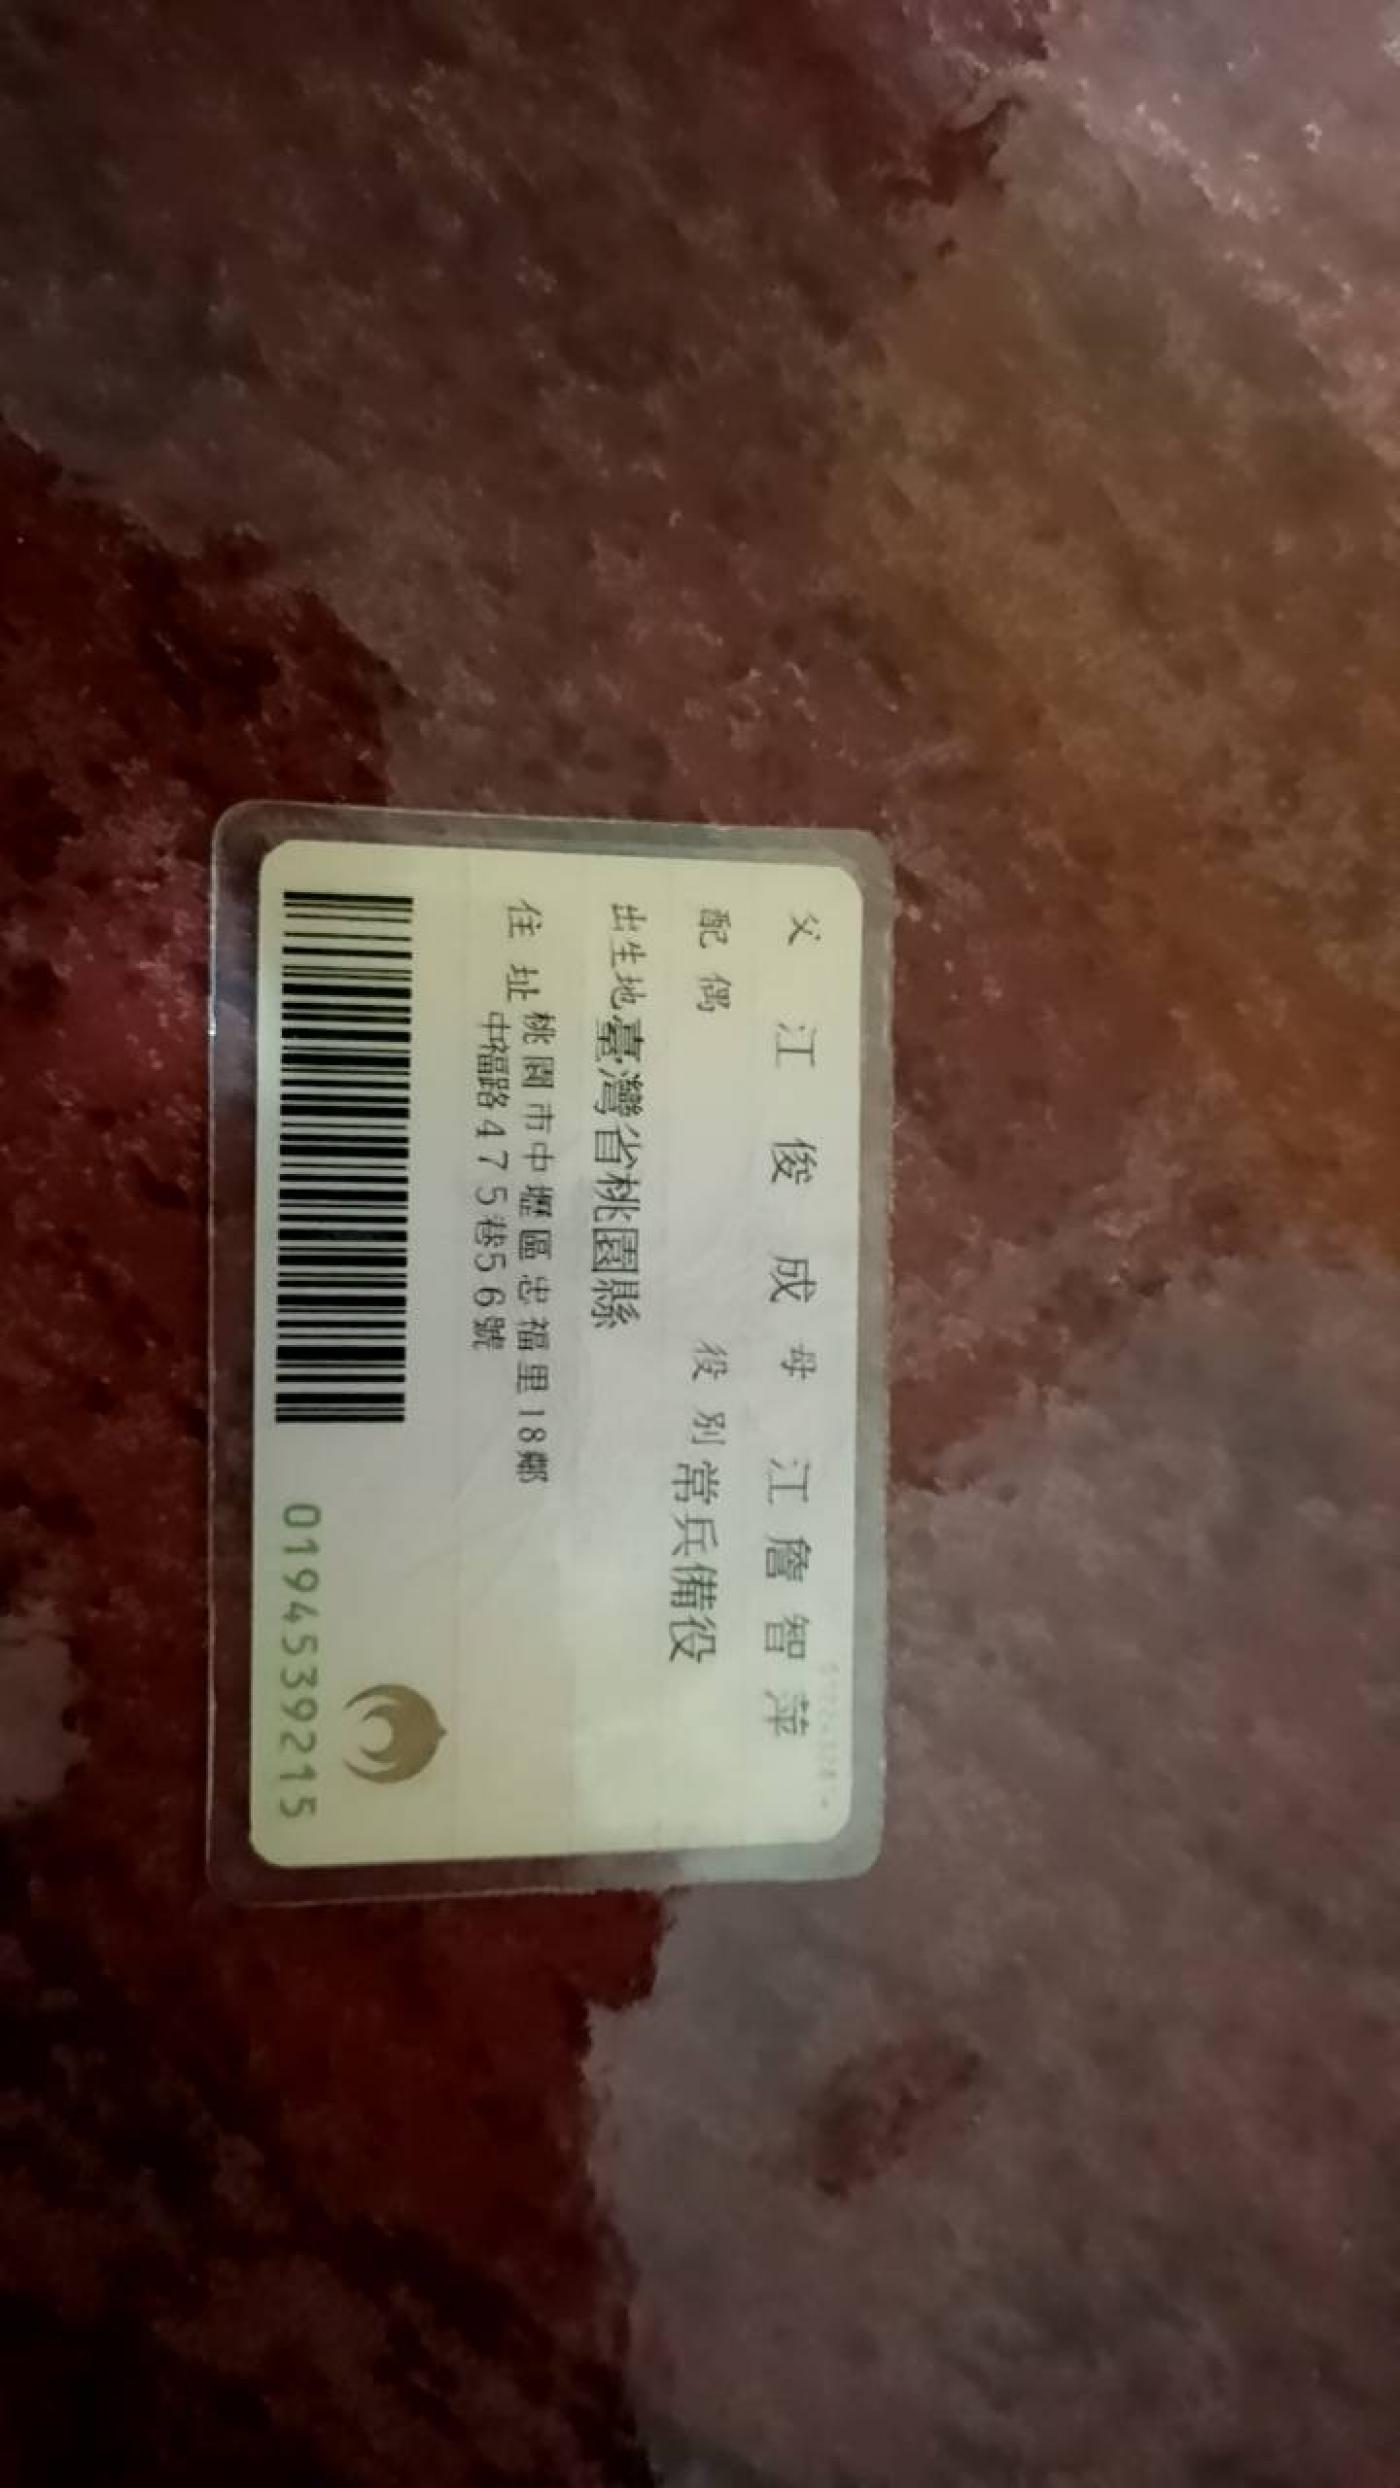 父 江俊成 母 江詹智萍
配偶 役別 常兵備役
出生地 臺灣省桃園縣
住址 桃園市中壢區忠福里18鄰
中福路475巷56號
0194539215